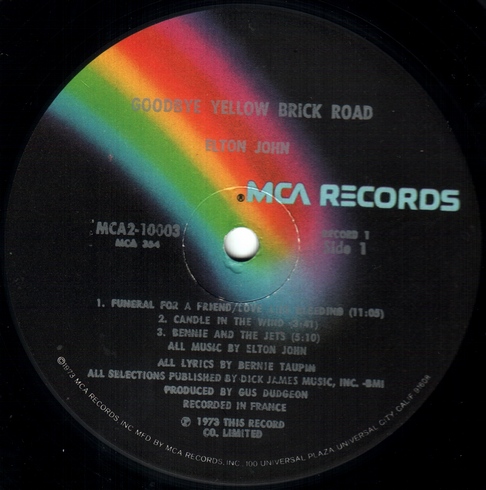 GOODBYE YELLOW BRICK ROAD
ELTON JOHN
® MCA RECORDS
MCA2-10003
MCA 364
RECORD 1
Side 1
1. FUNERAL FOR A FRIEND/LOVE LIES BLEEDING (11:05)
2. CANDLE IN THE WIND (3:41)
3. BENNIE AND THE JETS (5:10)
ALL MUSIC BY ELTON JOHN
ALL LYRICS BY BERNIE TAUPIN
ALL SELECTIONS PUBLISHED BY DICK JAMES MUSIC, INC. -BMI
PRODUCED BY GUS DUDGEON
RECORDED IN FRANCE
℗ 1973 THIS RECORD
CO. LIMITED
©1973 MCA RECORDS INC MFD BY MCA RECORDS, INC. 100 UNIVERSAL PLAZA UNIVERSAL CITY CALIF